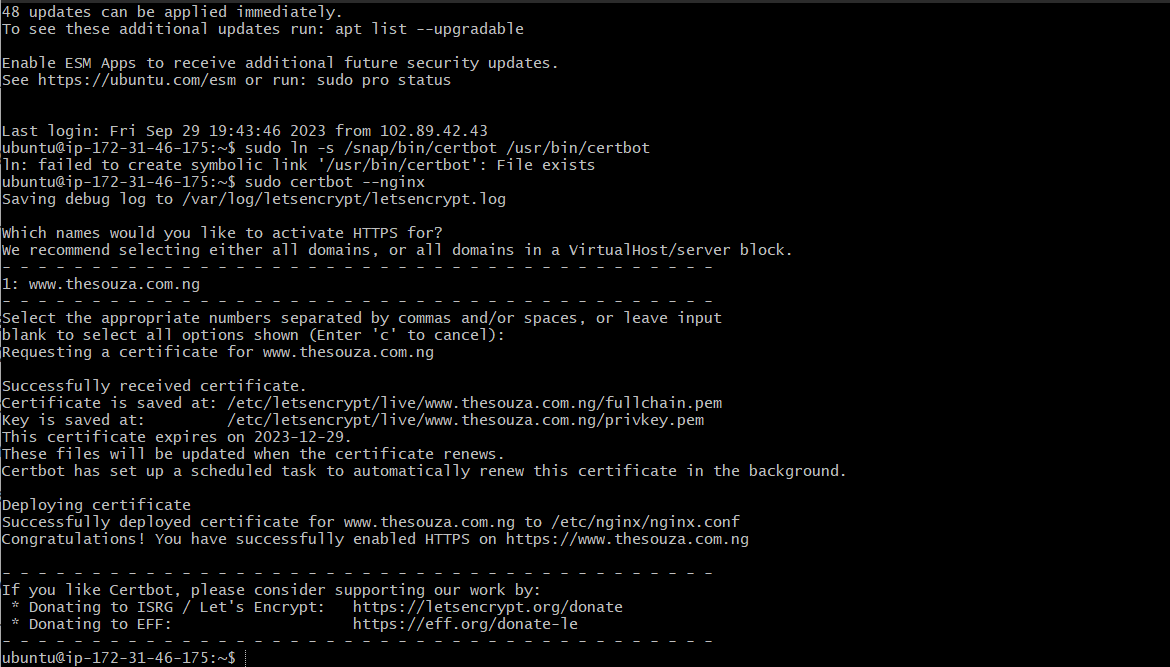 48 updates can be applied immediately.
To see these additional updates run: apt list --upgradable
Enable ESM Apps to receive additional future security updates.
See https://ubuntu.com/esm or run: sudo pro status
Last login: Fri Sep 29 19:43:46 2023 from 102.89.42.43
ubuntu@ip-172-31-46-175:~$ sudo ln -s /snap/bin/certbot /usr/bin/certbot
ln: failed to create symbolic link '/usr/bin/certbot': File exists
ubuntu@ip-172-31-46-175:~$ sudo certbot --nginx
Saving debug log to /var/log/letsencrypt/letsencrypt.log
Which names would you like to activate HTTPS for?
We recommend selecting either all domains, or all domains in a VirtualHost/server block.
- - - - - - - - - - - - - - - - - - - - - - - - - - - - - - - - - - - - - - - -
1: www.thesouza.com.ng
- - - - - - - - - - - - - - - - - - - - - - - - - - - - - - - - - - - - - - - -
Select the appropriate numbers separated by commas and/or spaces, or leave input
blank to select all options shown (Enter 'c' to cancel):
Requesting a certificate for www.thesouza.com.ng
Successfully received certificate.
Certificate is saved at: /etc/letsencrypt/live/www.thesouza.com.ng/fullchain.pem
Key is saved at:         /etc/letsencrypt/live/www.thesouza.com.ng/privkey.pem
This certificate expires on 2023-12-29.
These files will be updated when the certificate renews.
Certbot has set up a scheduled task to automatically renew this certificate in the background.
Deploying certificate
Successfully deployed certificate for www.thesouza.com.ng to /etc/nginx/nginx.conf
Congratulations! You have successfully enabled HTTPS on https://www.thesouza.com.ng
- - - - - - - - - - - - - - - - - - - - - - - - - - - - - - - - - - - - - - - -
If you like Certbot, please consider supporting our work by:
 * Donating to ISRG / Let's Encrypt:   https://letsencrypt.org/donate
 * Donating to EFF:                    https://eff.org/donate-le
- - - - - - - - - - - - - - - - - - - - - - - - - - - - - - - - - - - - - - - -
ubuntu@ip-172-31-46-175:~$